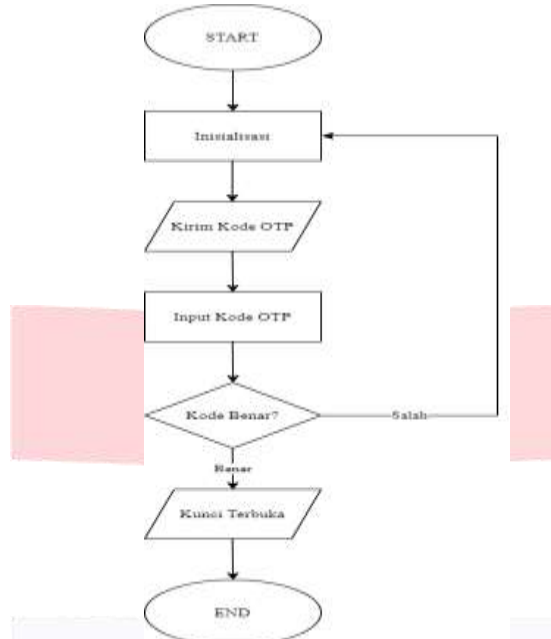 START
Inisialisasi
Kirim Kode OTP
Input Kode OTP
Kode Benar?
Salah
Benar
Kunci Terbuka
END